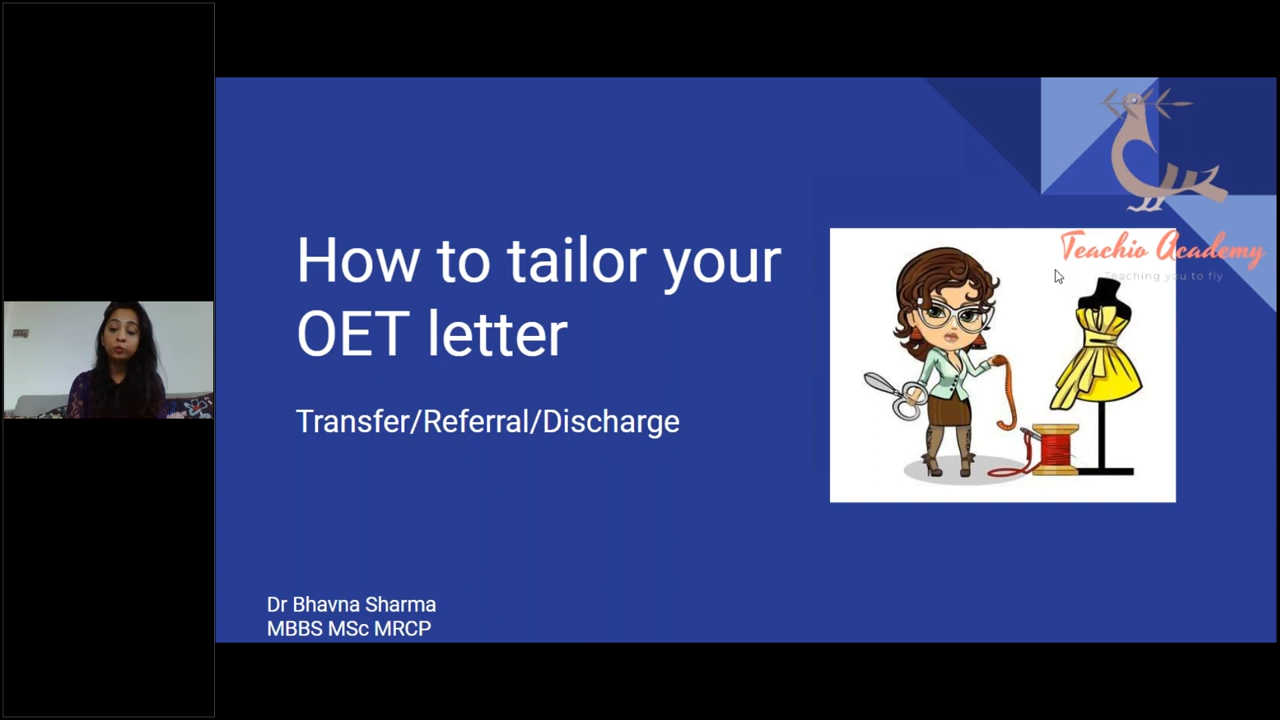 How to tailor your
OET letter
Transfer/Referral/Discharge
Dr Bhavna Sharma
MBBS MSc MRCP
Teachio Academy
Teaching you to fly